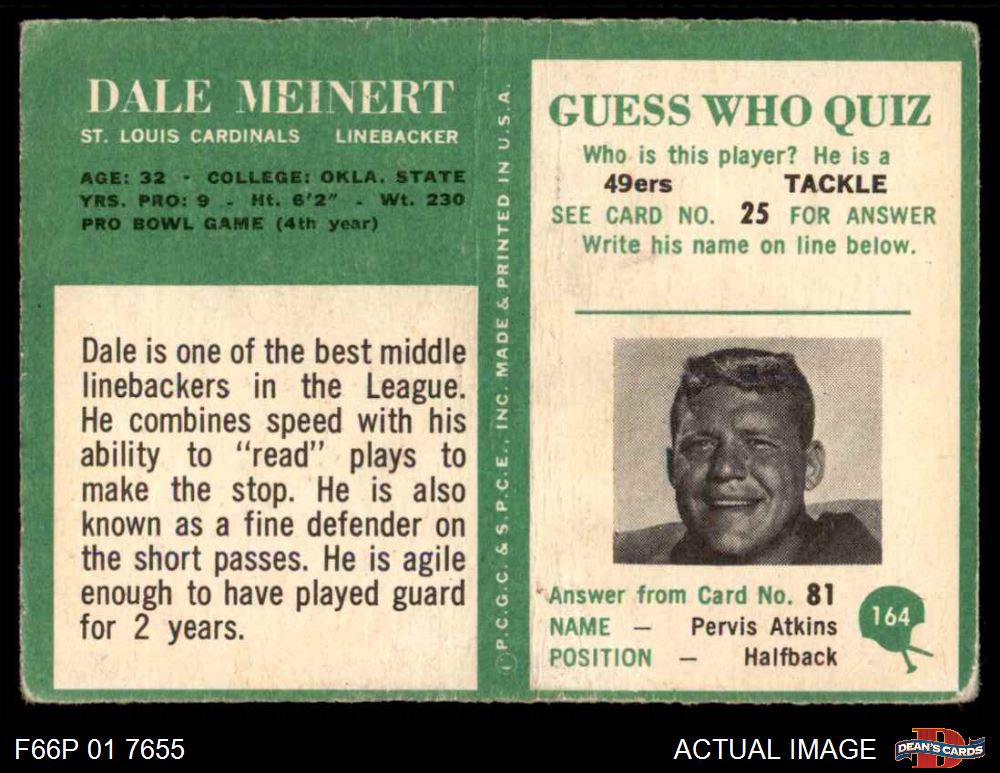 DALE MEINERT
ST. LOUIS CARDINALS LINEBACKER
AGE: 32 - COLLEGE: OKLA. STATE
YRS. PRO: 9 - Ht. 6'2" - Wt. 230
PRO BOWL GAME (4th year)
Dale is one of the best middle
linebackers in the League.
He combines speed with his
ability to "read" plays to
make the stop. He is also
known as a fine defender on
the short passes. He is agile
enough to have played guard
for 2 years.
P.C.G.C. & S.P.C.E., INC. MADE & PRINTED IN U.S.A.
GUESS WHO QUIZ
Who is this player? He is a
49ers TACKLE
SEE CARD NO. 25 FOR ANSWER
Write his name on line below.
Answer from Card No. 81
NAME — Pervis Atkins
POSITION — Halfback
164
F66P 01 7655
ACTUAL IMAGE
D
DEAN'S CARDS